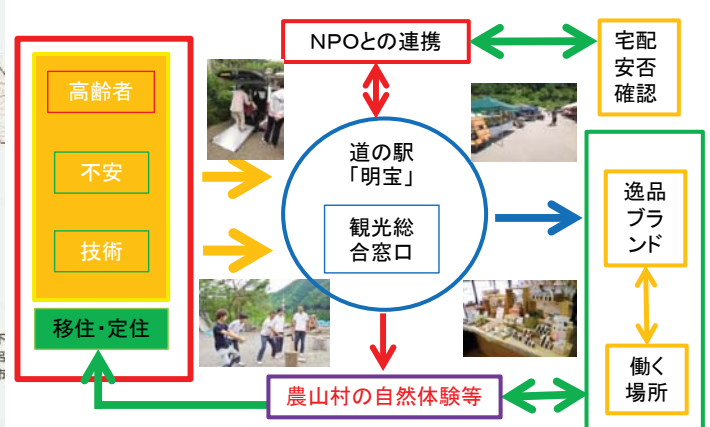 NPOとの連携
宅配
安否
確認
高齢者
不安
技術
移住・定住
道の駅
「明宝」
観光総
合窓口
逸品
ブラ
ンド
働く
場所
農山村の自然体験等